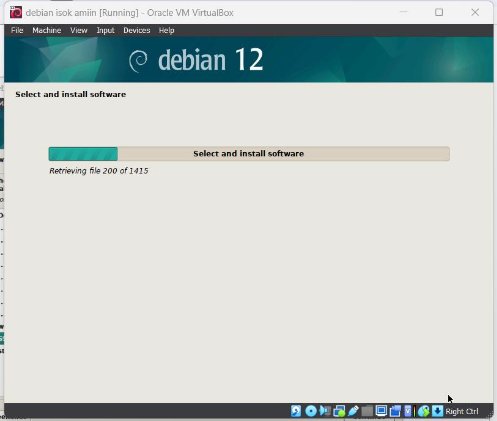 debian isok amiin [Running] - Oracle VM VirtualBox
File Machine View Input Devices Help
debian 12
Select and install software
Select and install software
Retrieving file 200 of 1415
Right Ctrl